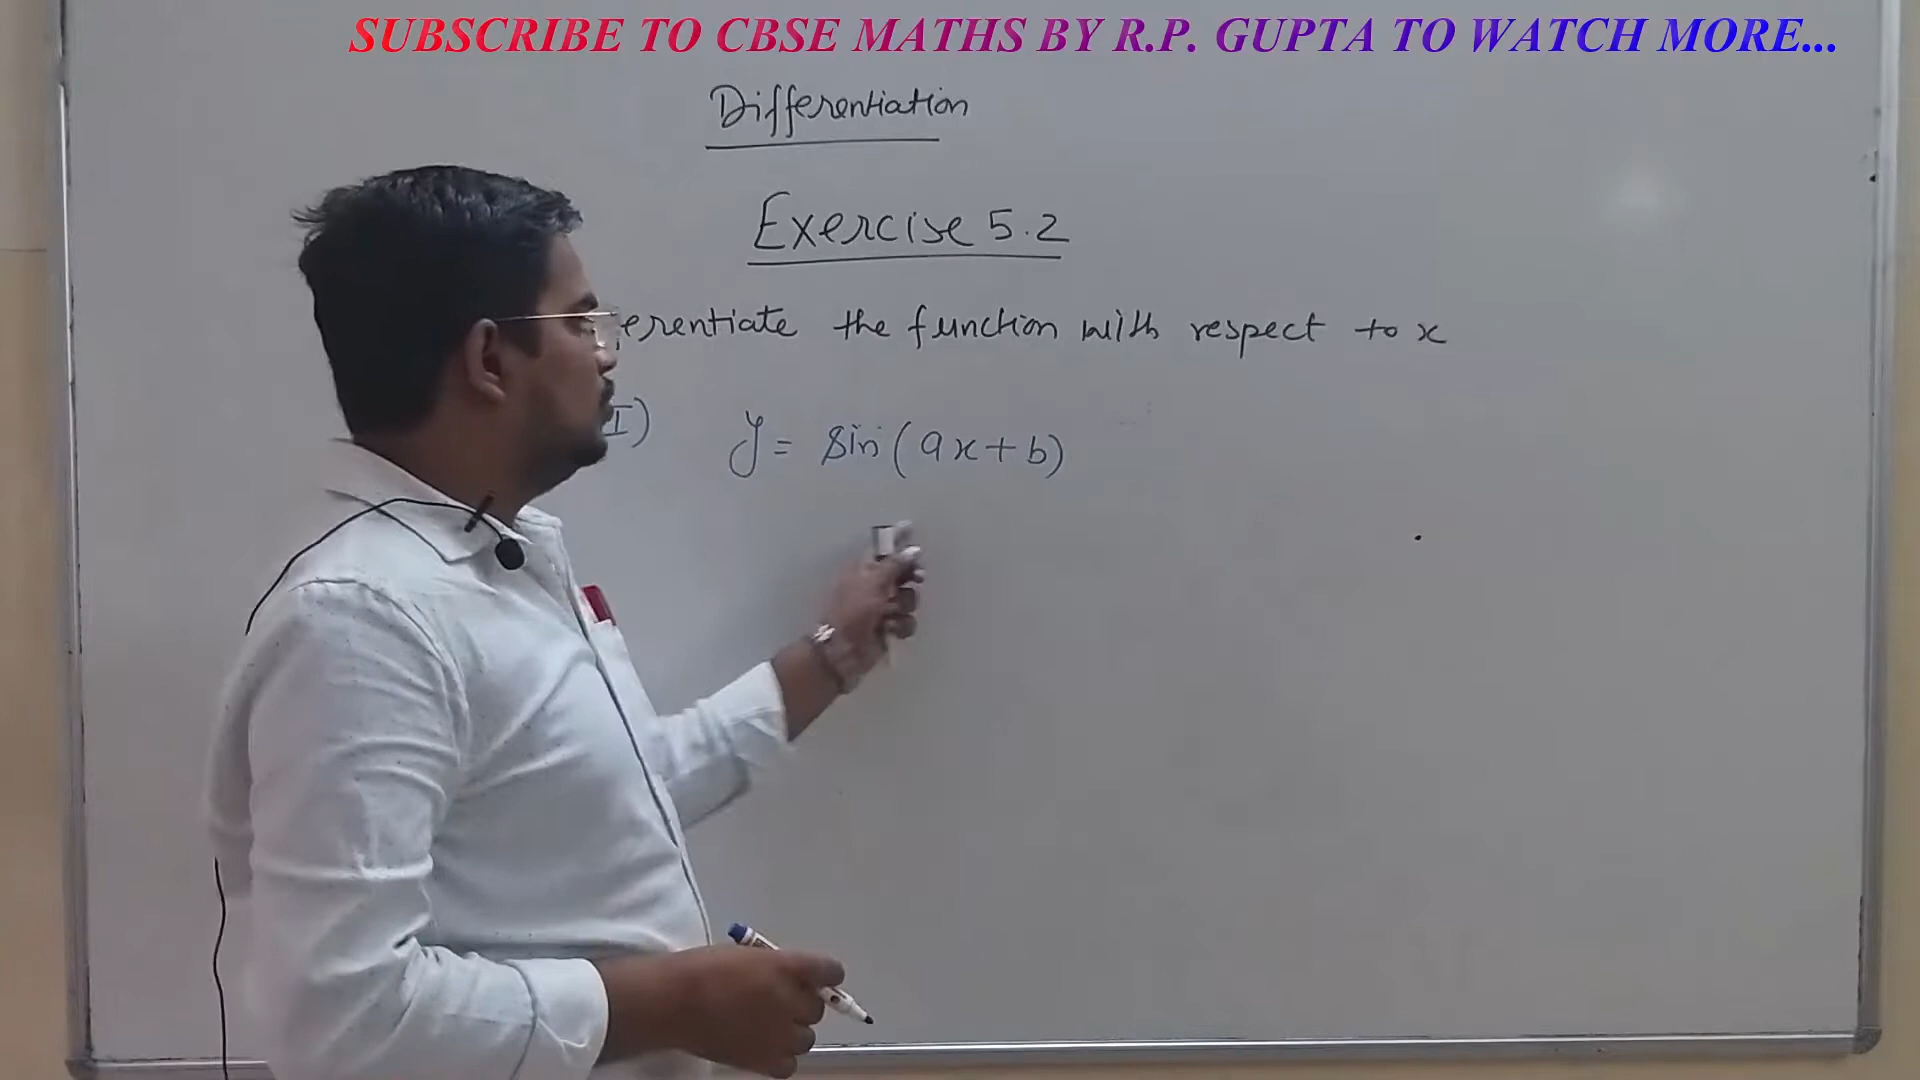 SUBSCRIBE TO CBSE MATHS BY R.P. GUPTA TO WATCH MORE...
Differentiation
Exercise 5.2
erentiate the function with respect to x
I) y = sin(ax+b)